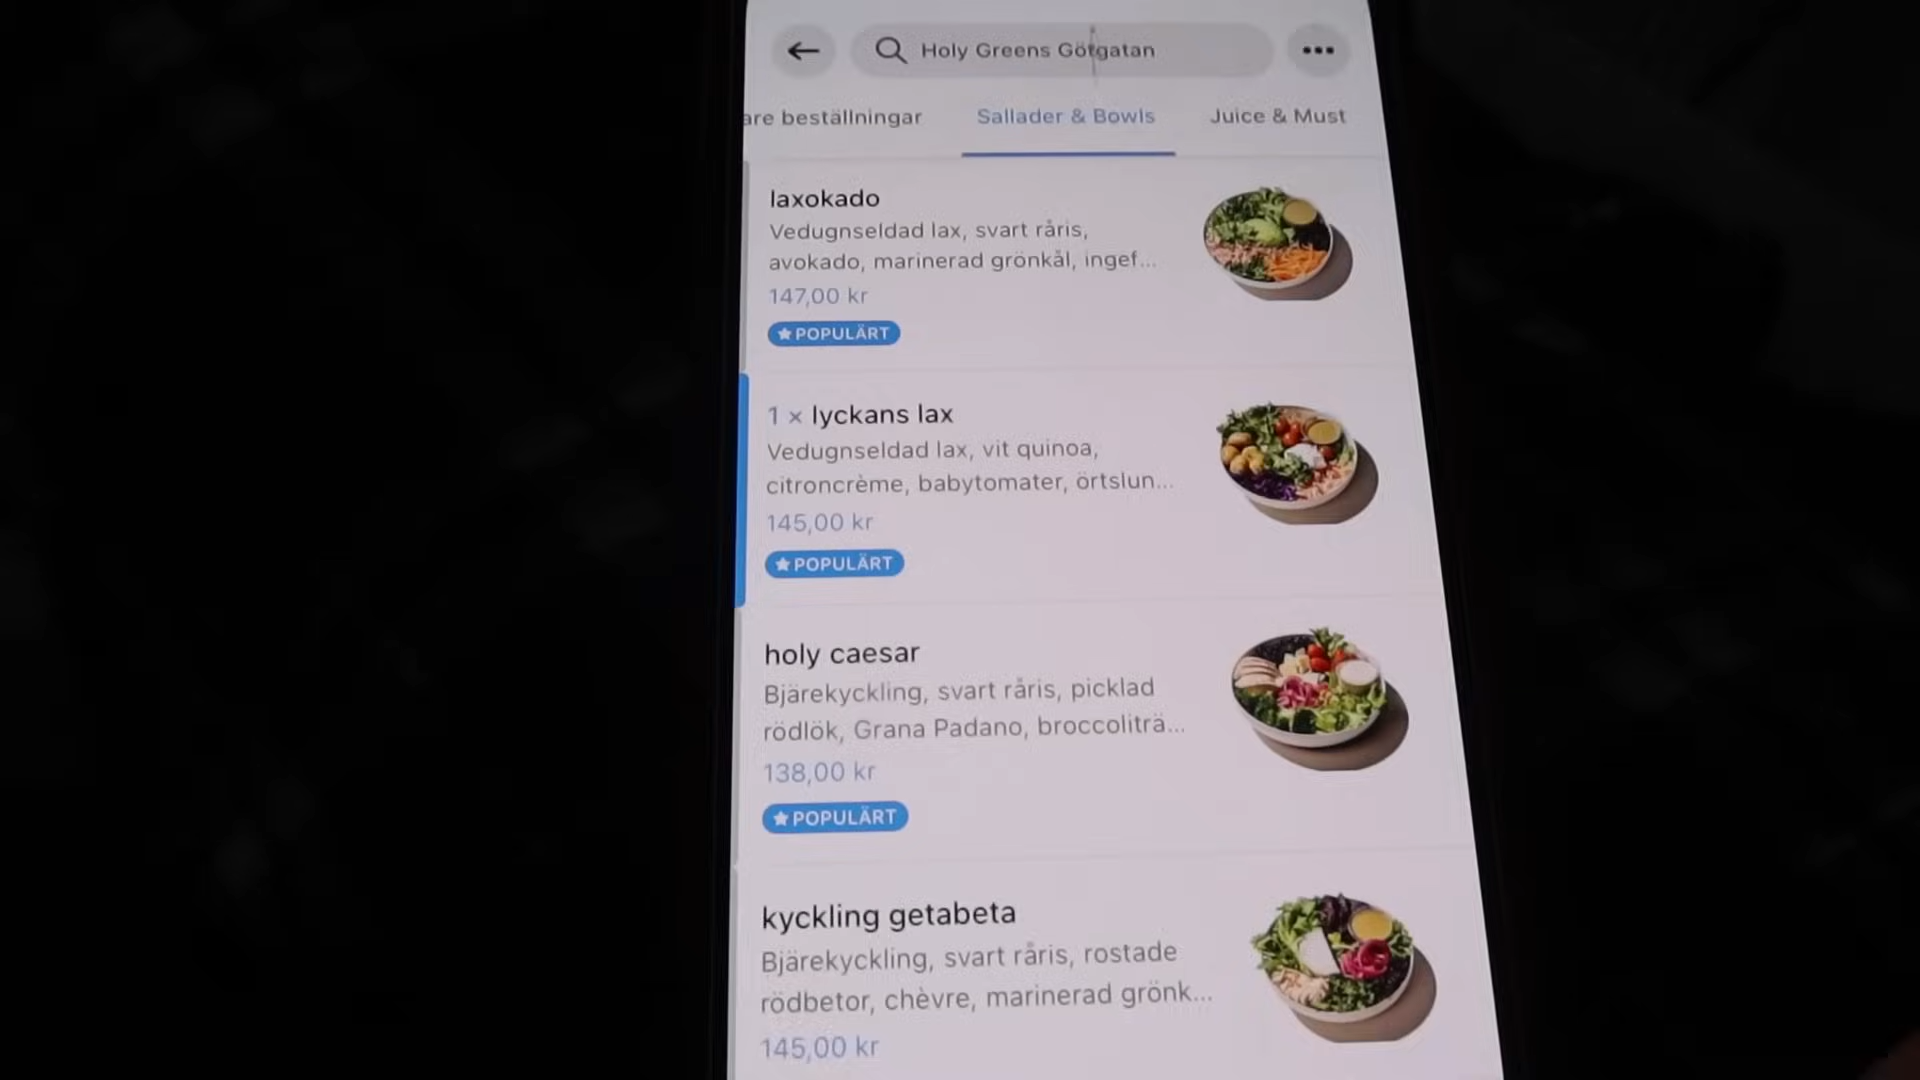 Holy Greens Götgatan
are beställningar Sallader & Bowls Juice & Must
laxokado
Vedugnseldad lax, svart råris,
avokado, marinerad grönkål, ingef...
147,00 kr
POPULÄRT
1 × lyckans lax
Vedugnseldad lax, vit quinoa,
citroncrème, babytomater, örtslun...
145,00 kr
POPULÄRT
holy caesar
Bjärekyckling, svart råris, picklad
rödlök, Grana Padano, broccoliträ...
138,00 kr
POPULÄRT
kyckling getabeta
Bjärekyckling, svart råris, rostade
rödbetor, chèvre, marinerad grönk...
145,00 kr